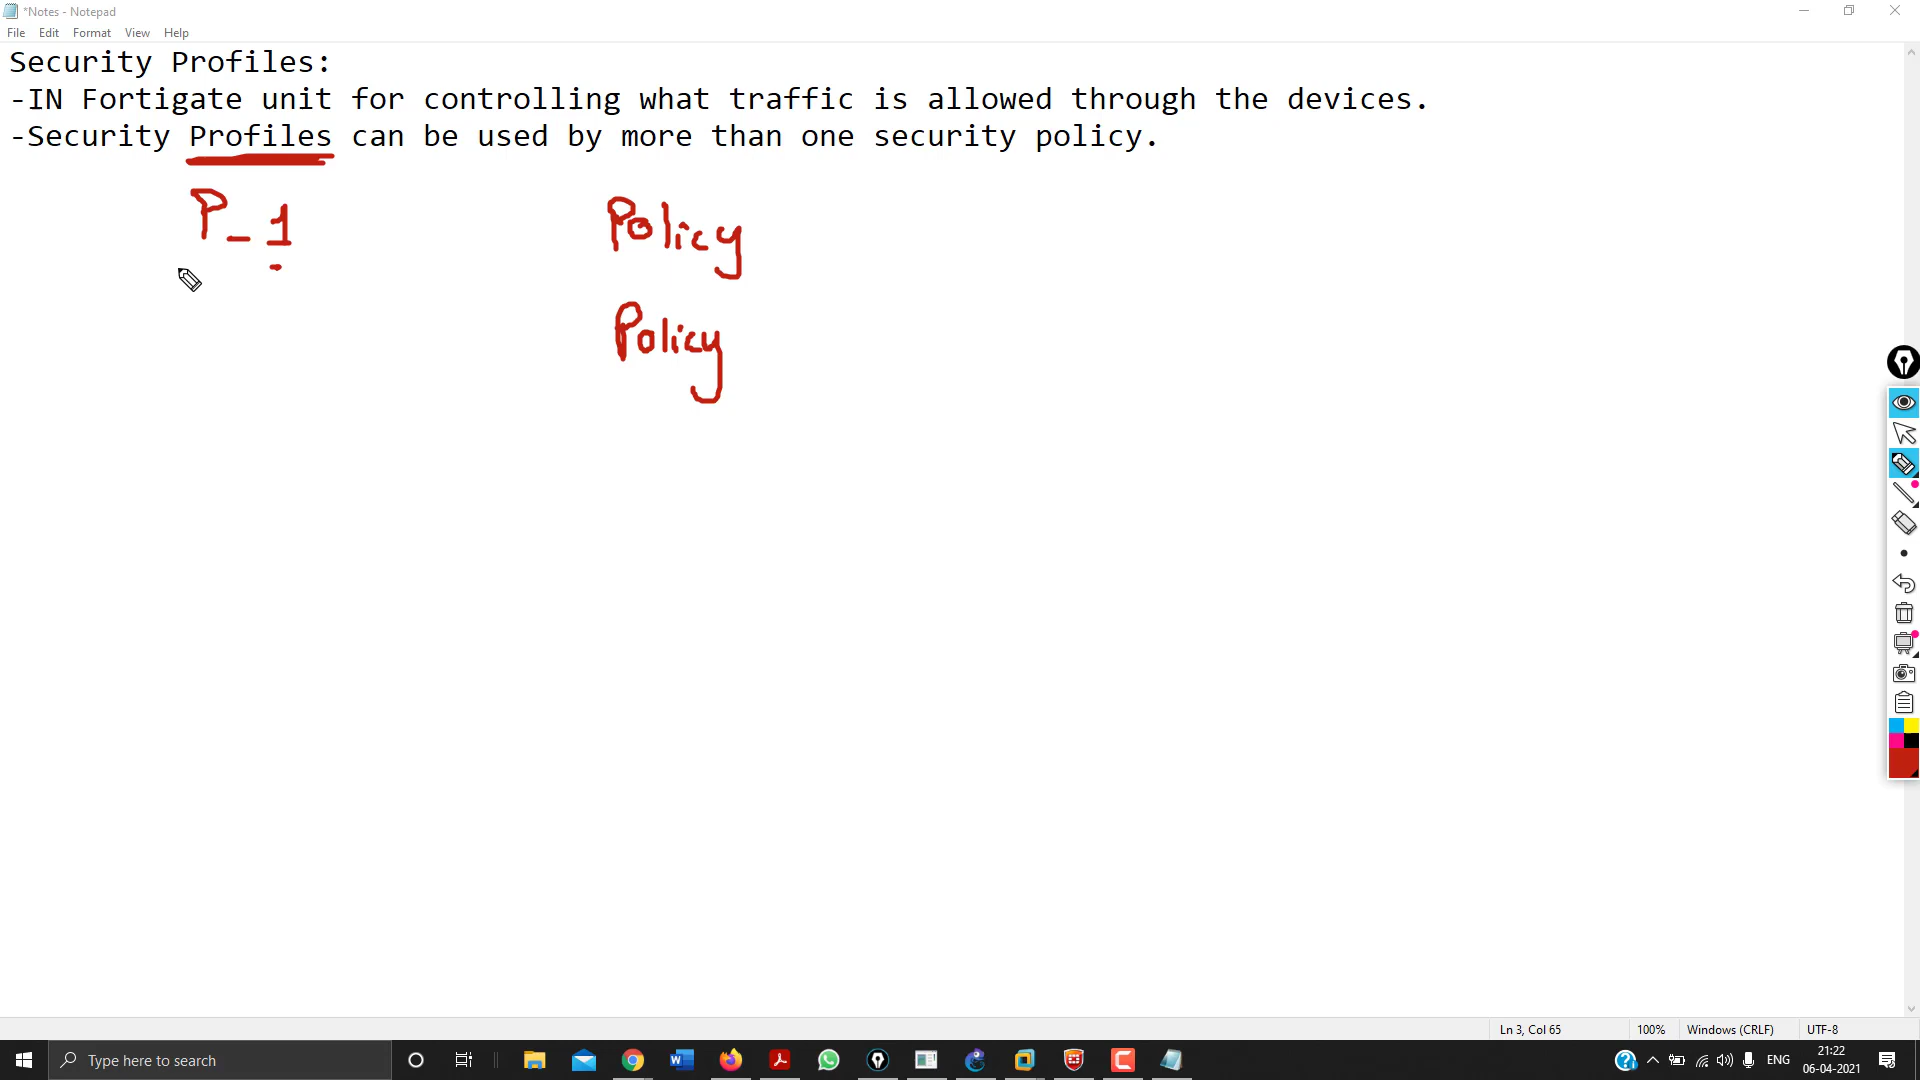 *Notes - Notepad
File Edit Format View Help
Security Profiles:
-IN Fortigate unit for controlling what traffic is allowed through the devices.
-Security Profiles can be used by more than one security policy.
P_1 Policy
Policy
Ln 3, Col 65 100% Windows (CRLF) UTF-8
Type here to search ENG 21:22
06-04-2021